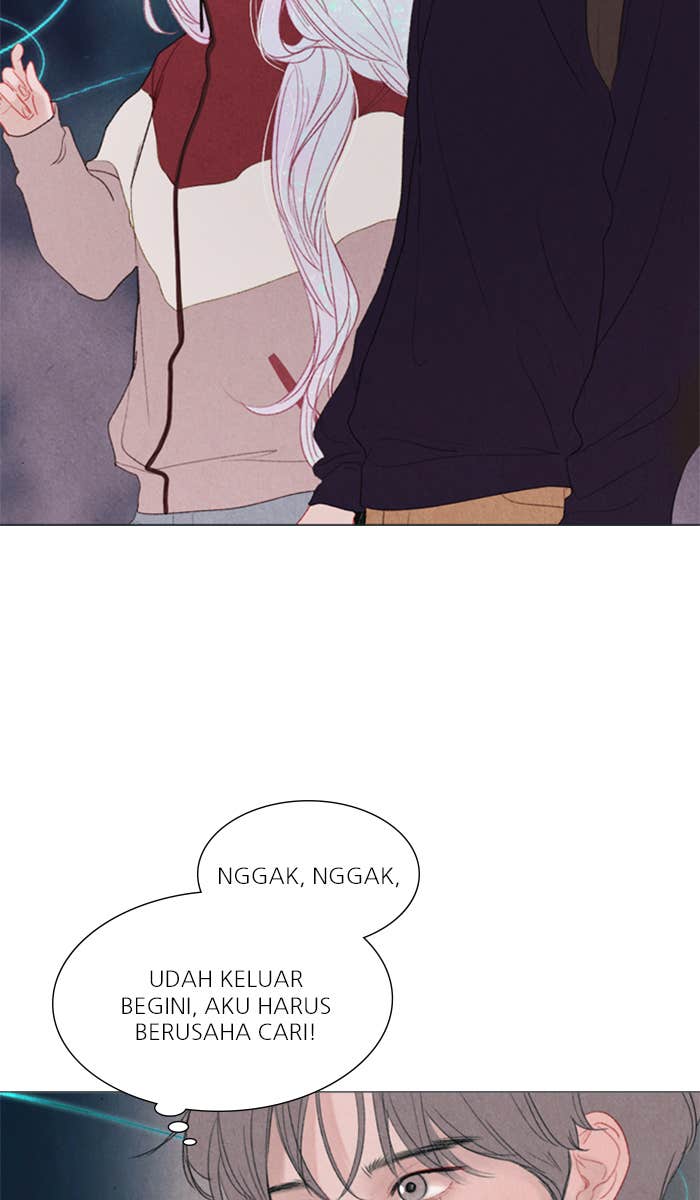 NGGAK, NGGAK,
UDAH KELUAR
BEGINI, AKU HARUS
BERUSAHA CARI!